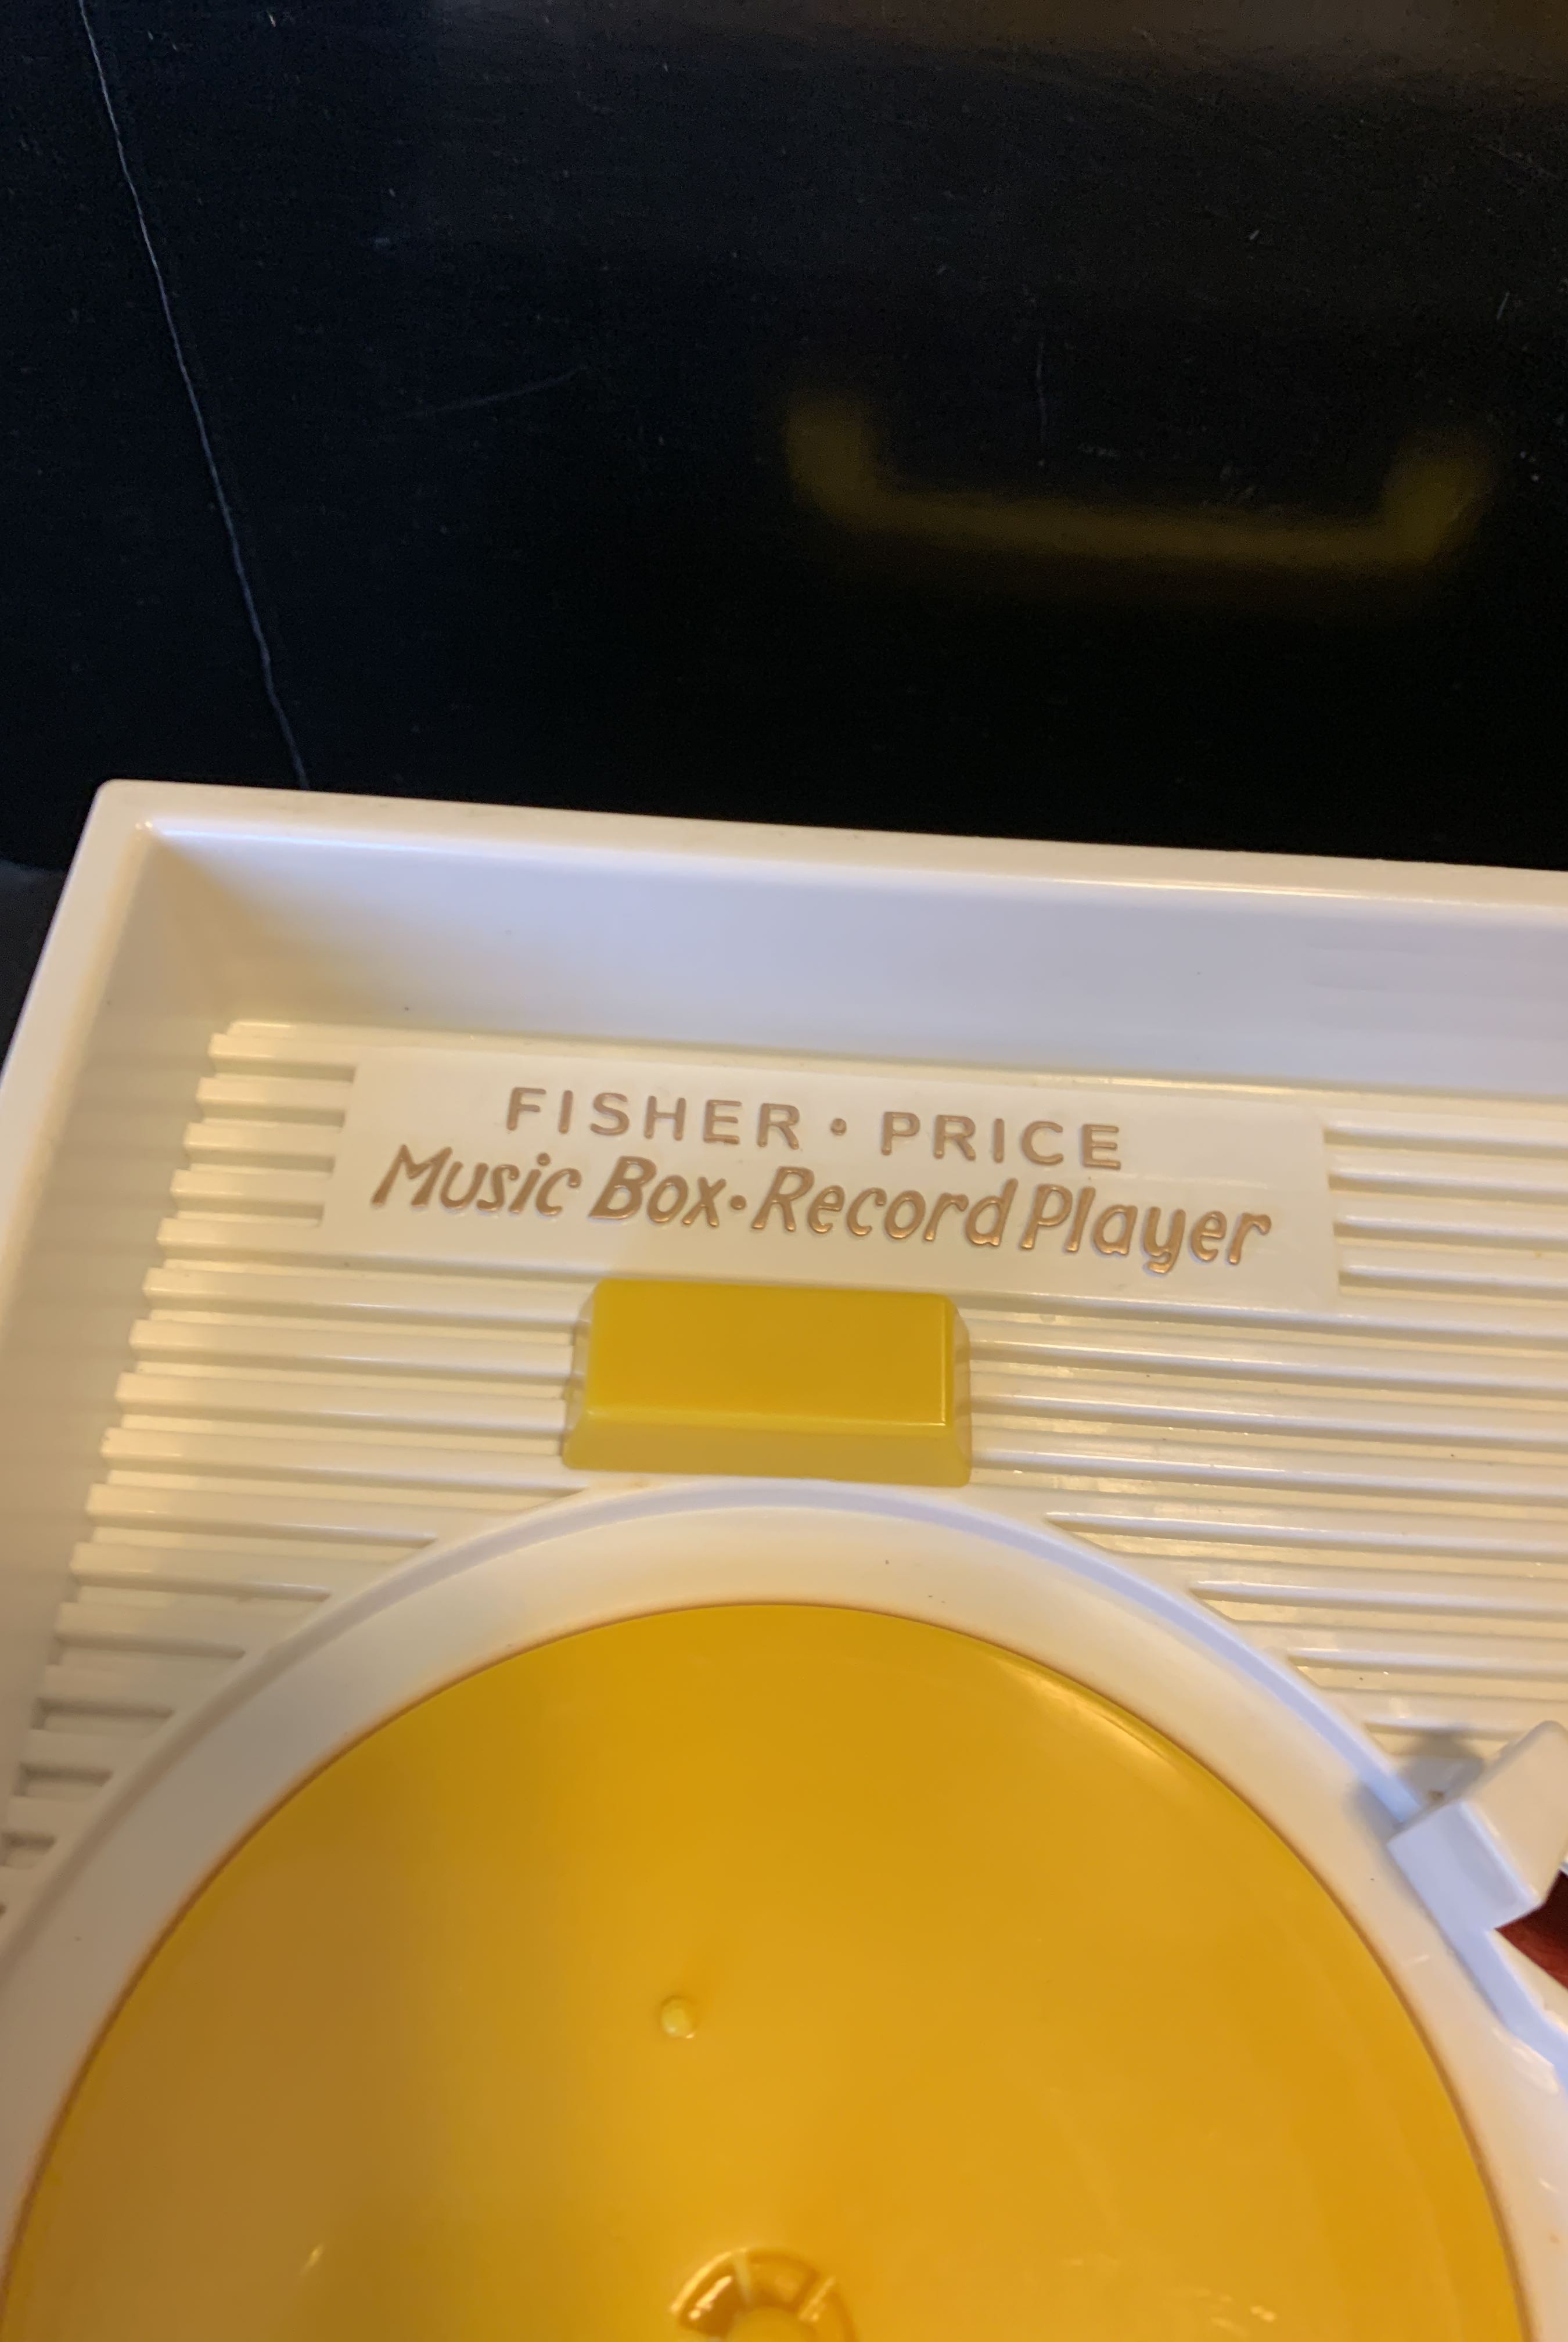 FISHER • PRICE
Music Box • Record Player